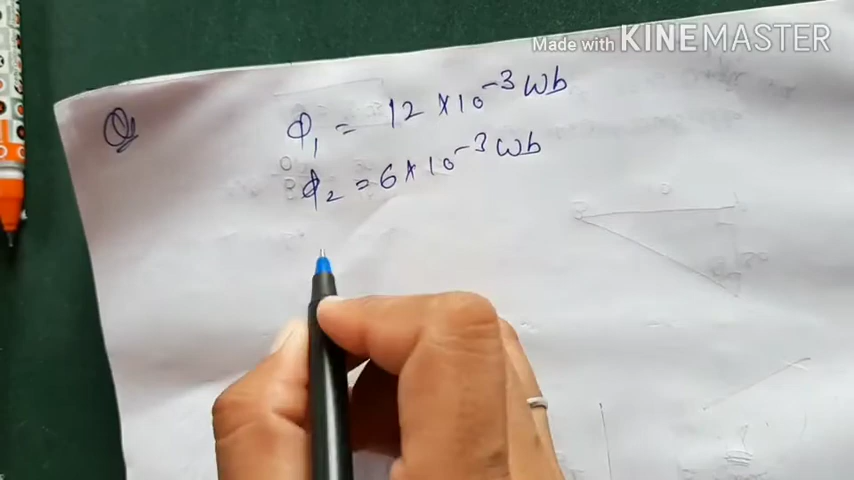 Made with KINEMASTER
Q
Φ₁ = 12 × 10⁻³ Wb
Φ₂ = 6 × 10⁻³ Wb